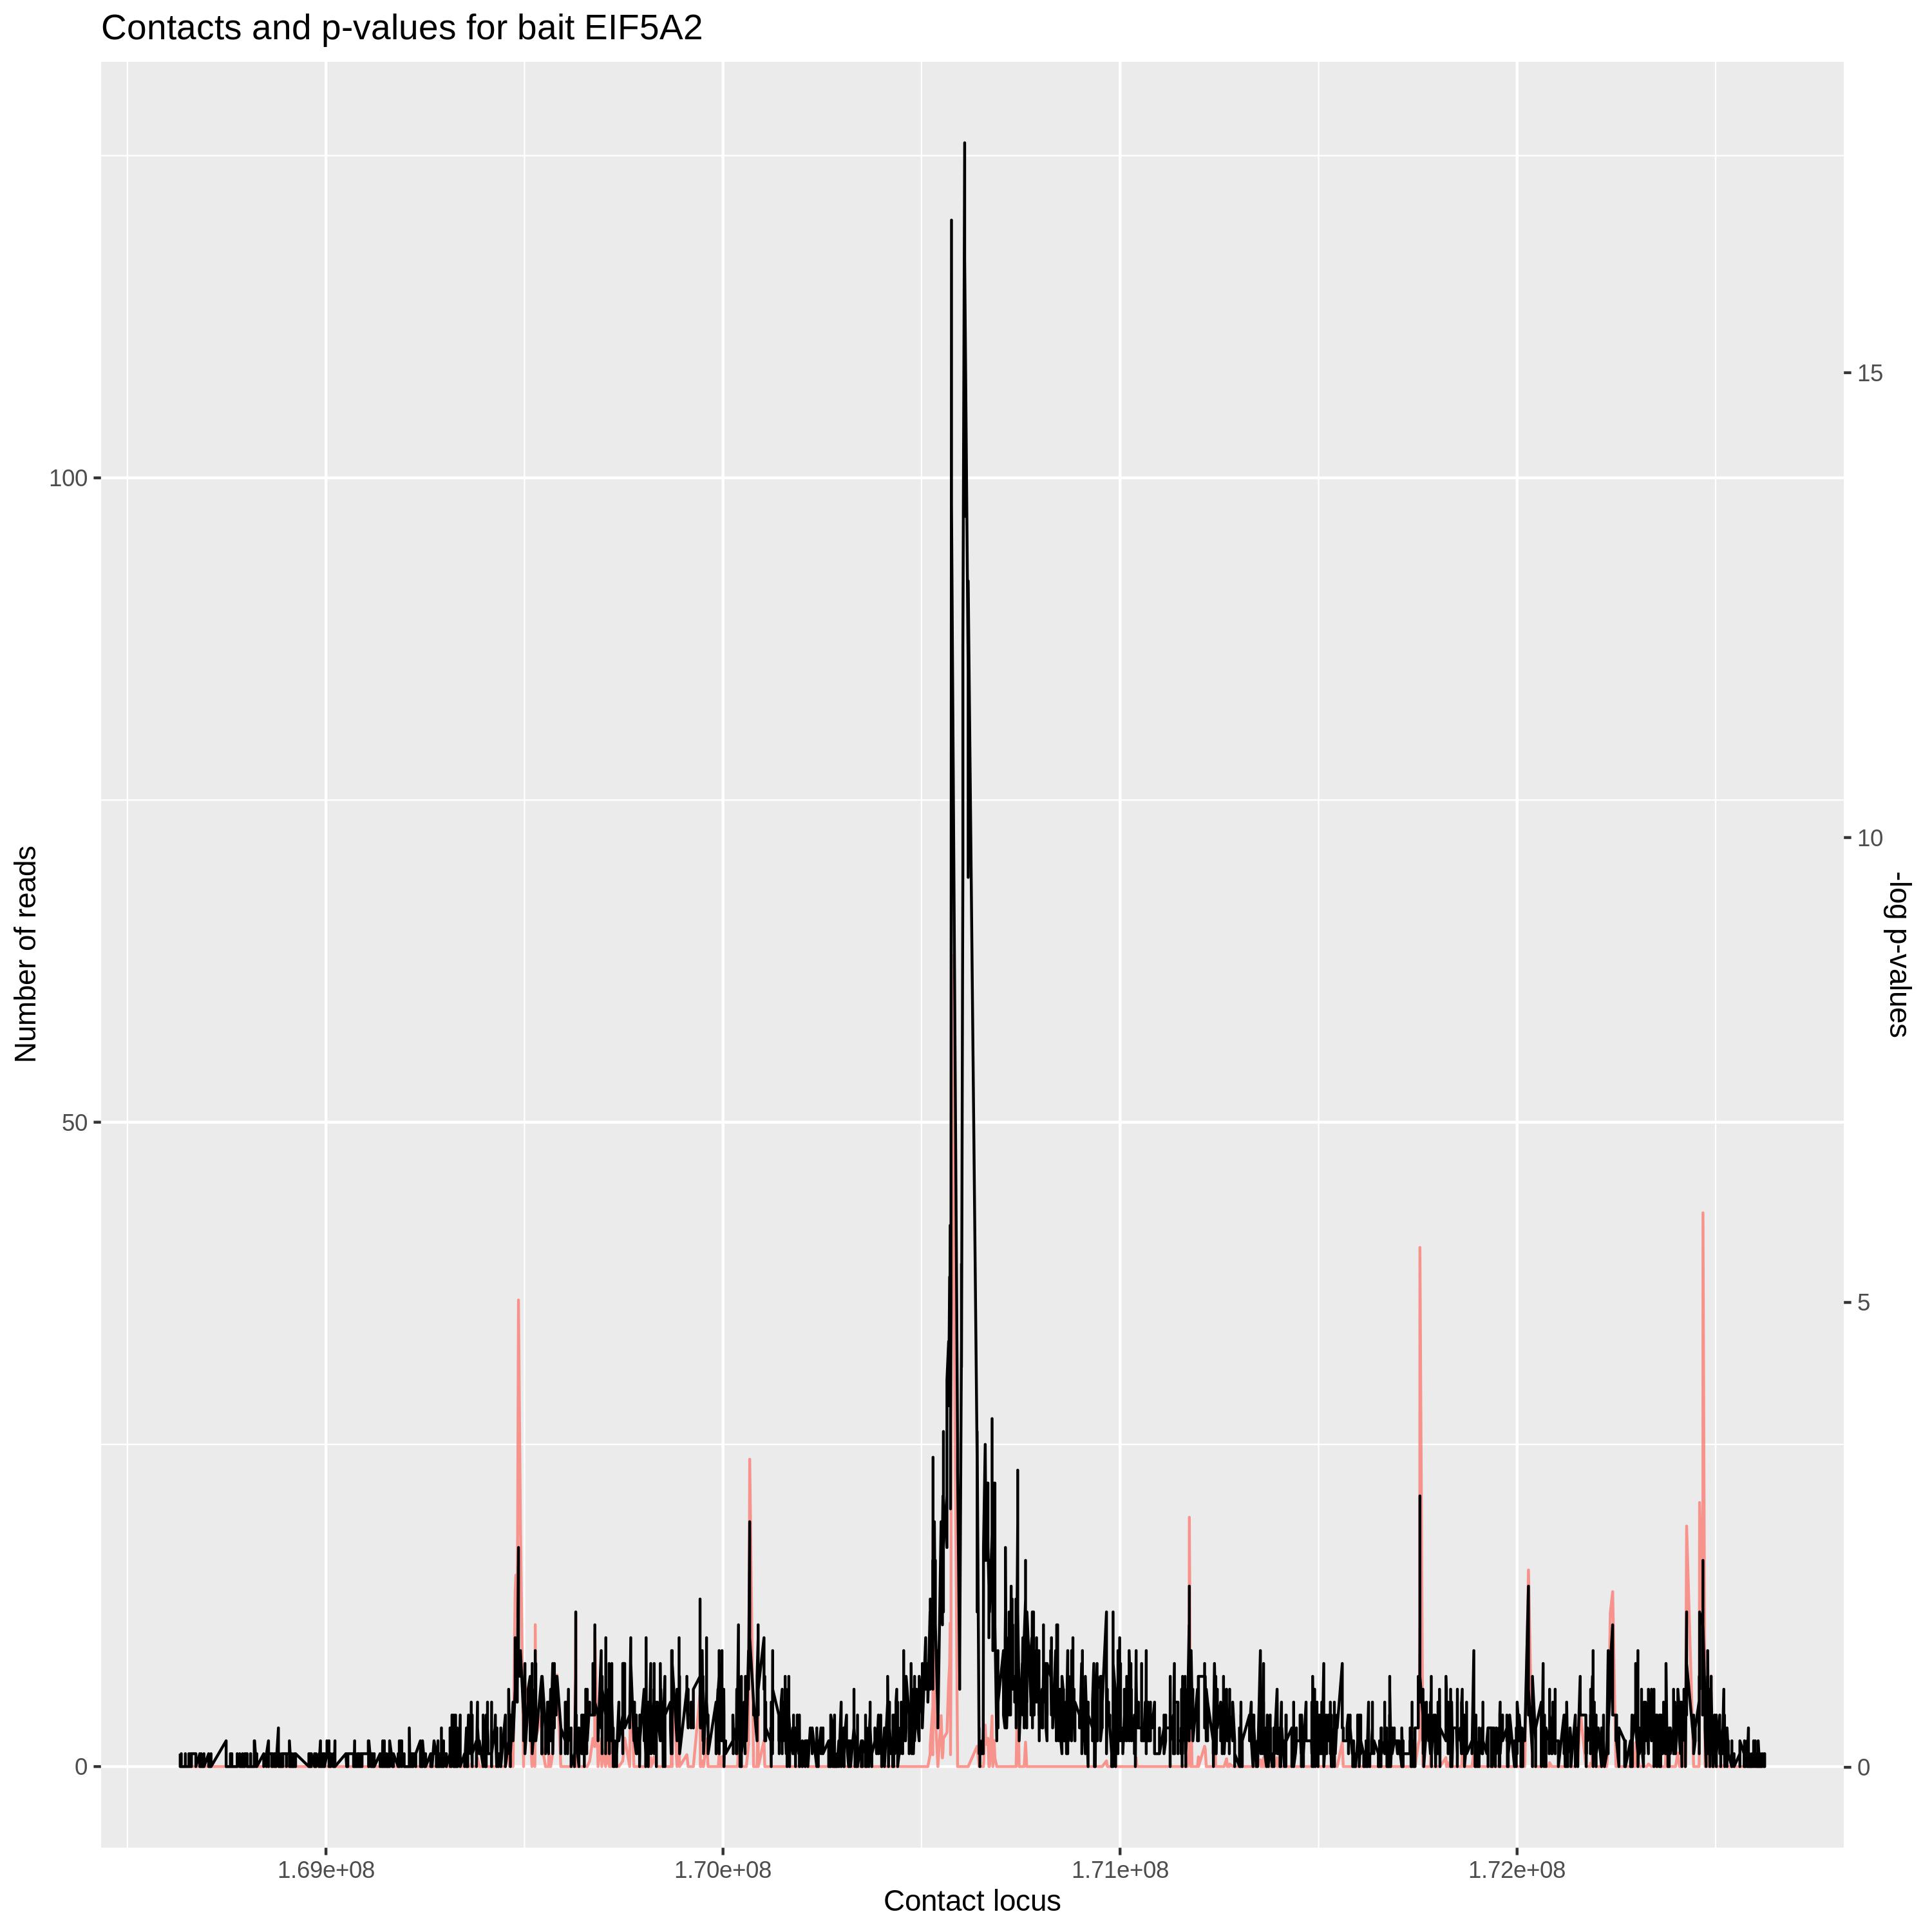 Contacts and p-values for bait EIF5A2
Number of reads
100
50
0
15
10
5
0
-log p-values
1.69e+08
1.70e+08
1.71e+08
1.72e+08
Contact locus